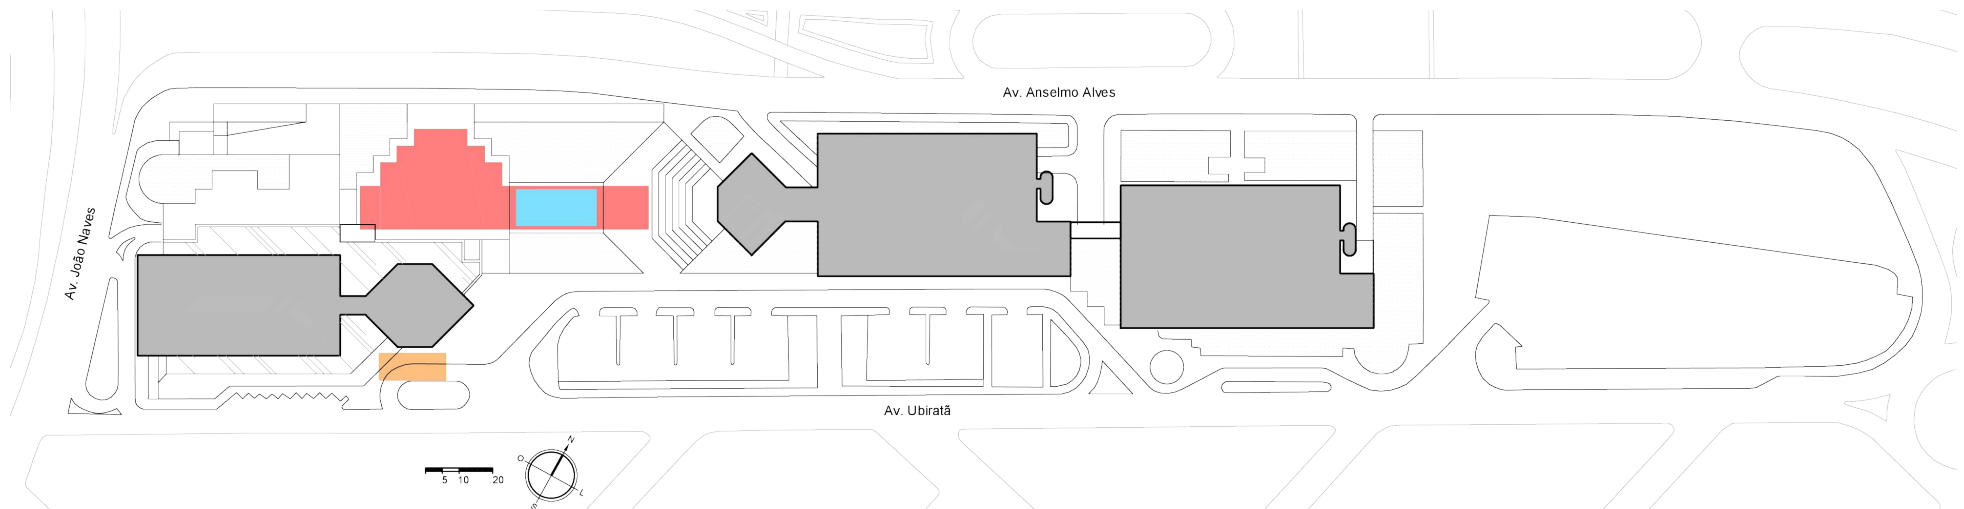 Av. Anselmo Alves
Av. João Naves
Av. Ubiratã
N
O
L
S
5 10 20